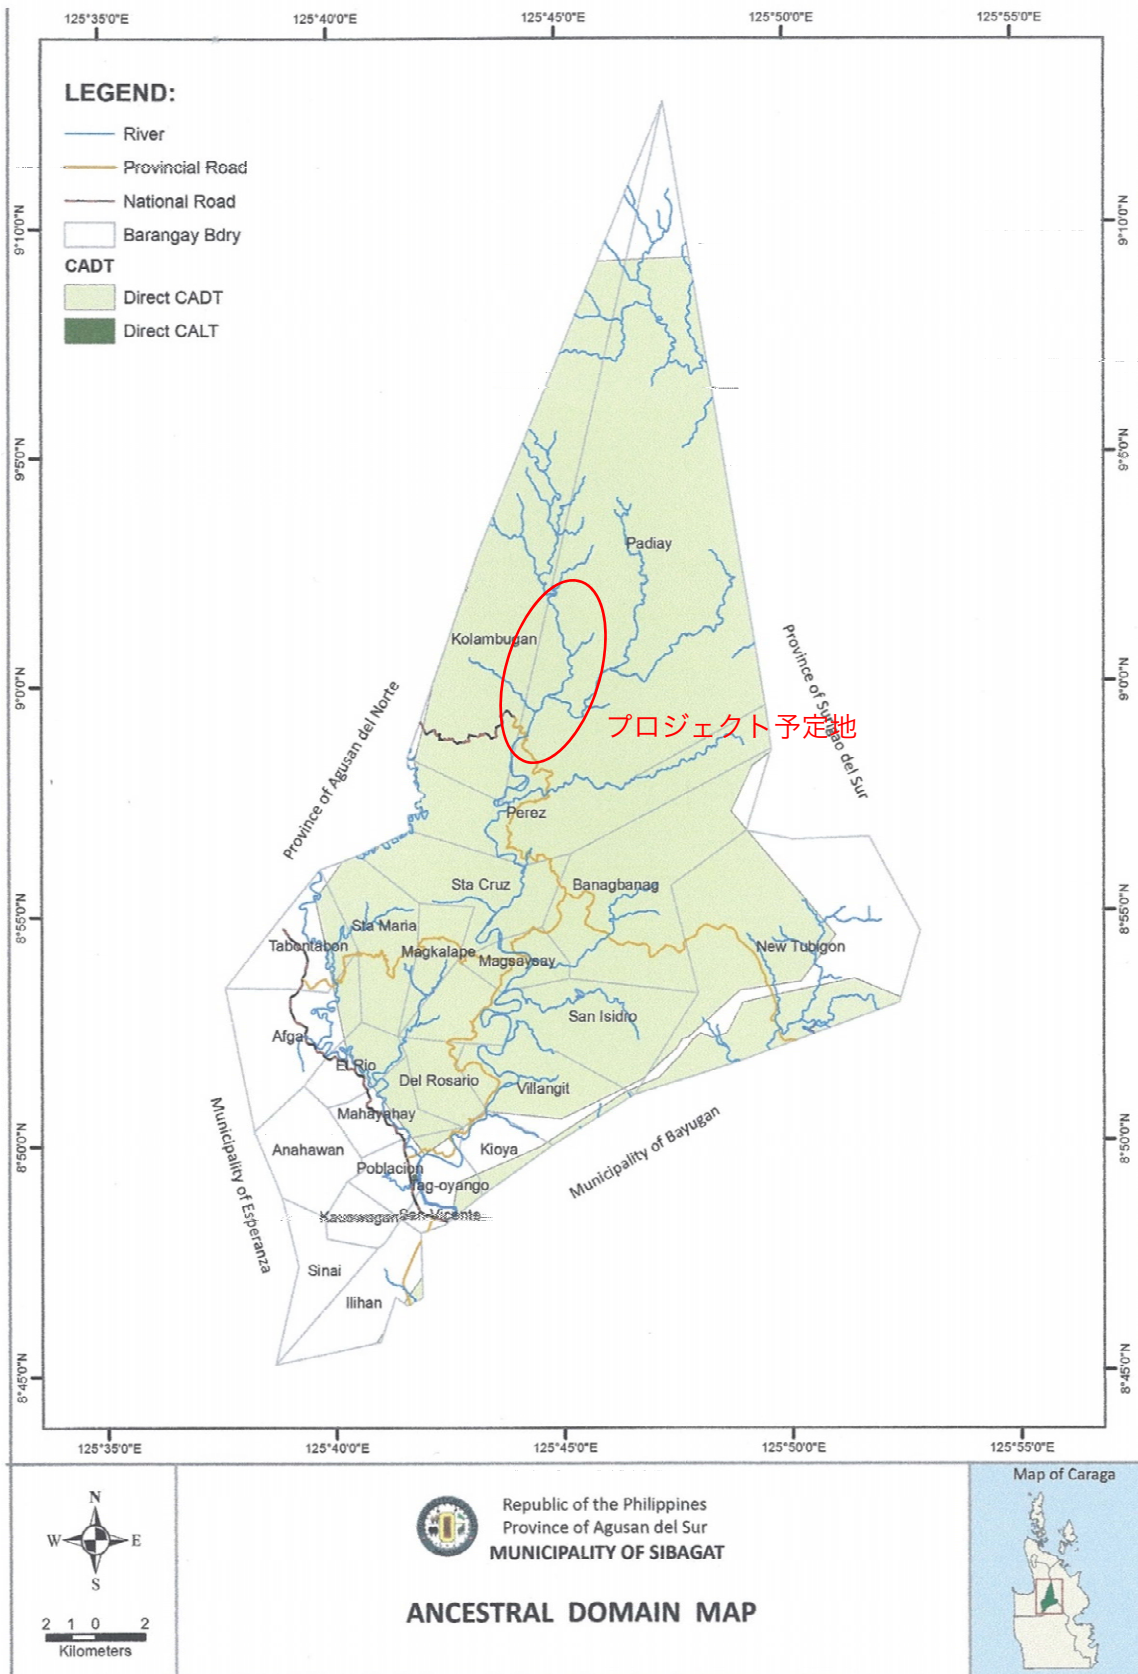 125°35'0"E
125°40'0"E
125°45'0"E
125°50'0"E
125°55'0"E
LEGEND:
River
Provincial Road
National Road
Barangay Bdry
CADT
Direct CADT
Direct CALT
9°10'0"N
9°10'0"N
9°5'0"N
9°5'0"N
Padiay
Kolambugan
9°0'0"N
9°0'0"N
プロジェクト予定地
Province of Agusan del Norte
Province of Surigao del Sur
Perez
Sta Cruz
Banagbanag
8°55'0"N
8°55'0"N
Sta Maria
Tabontabon
Magkalape
Magsaysay
New Tubigon
San Isidro
Afga
El Rio
Del Rosario
Villangit
Mahayahay
Municipality of Esperanza
Municipality of Bayugan
8°50'0"N
8°50'0"N
Anahawan
Kioya
Poblacion
Tag-oyango
Kauswagan
San Vicente
Sinai
Ilihan
8°45'0"N
8°45'0"N
125°35'0"E
125°40'0"E
125°45'0"E
125°50'0"E
125°55'0"E
N
W
E
S
2 1 0 2
Kilometers
Republic of the Philippines
Province of Agusan del Sur
MUNICIPALITY OF SIBAGAT
ANCESTRAL DOMAIN MAP
Map of Caraga